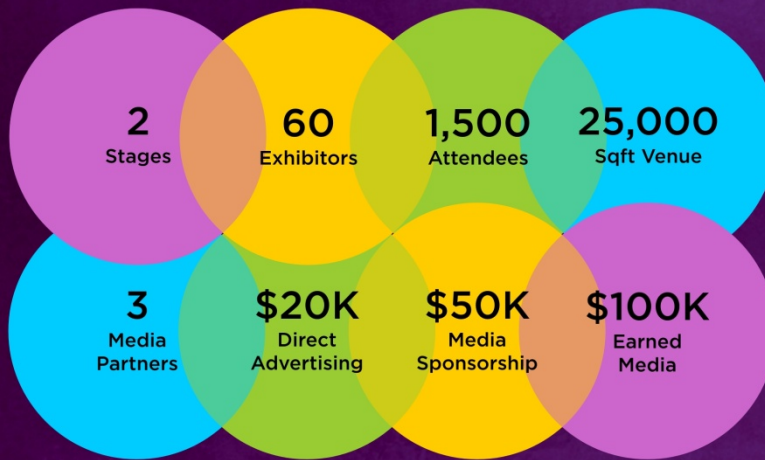 2
Stages
60
Exhibitors
1,500
Attendees
25,000
Sqft Venue
3
Media
Partners
$20K
Direct
Advertising
$50K
Media
Sponsorship
$100K
Earned
Media